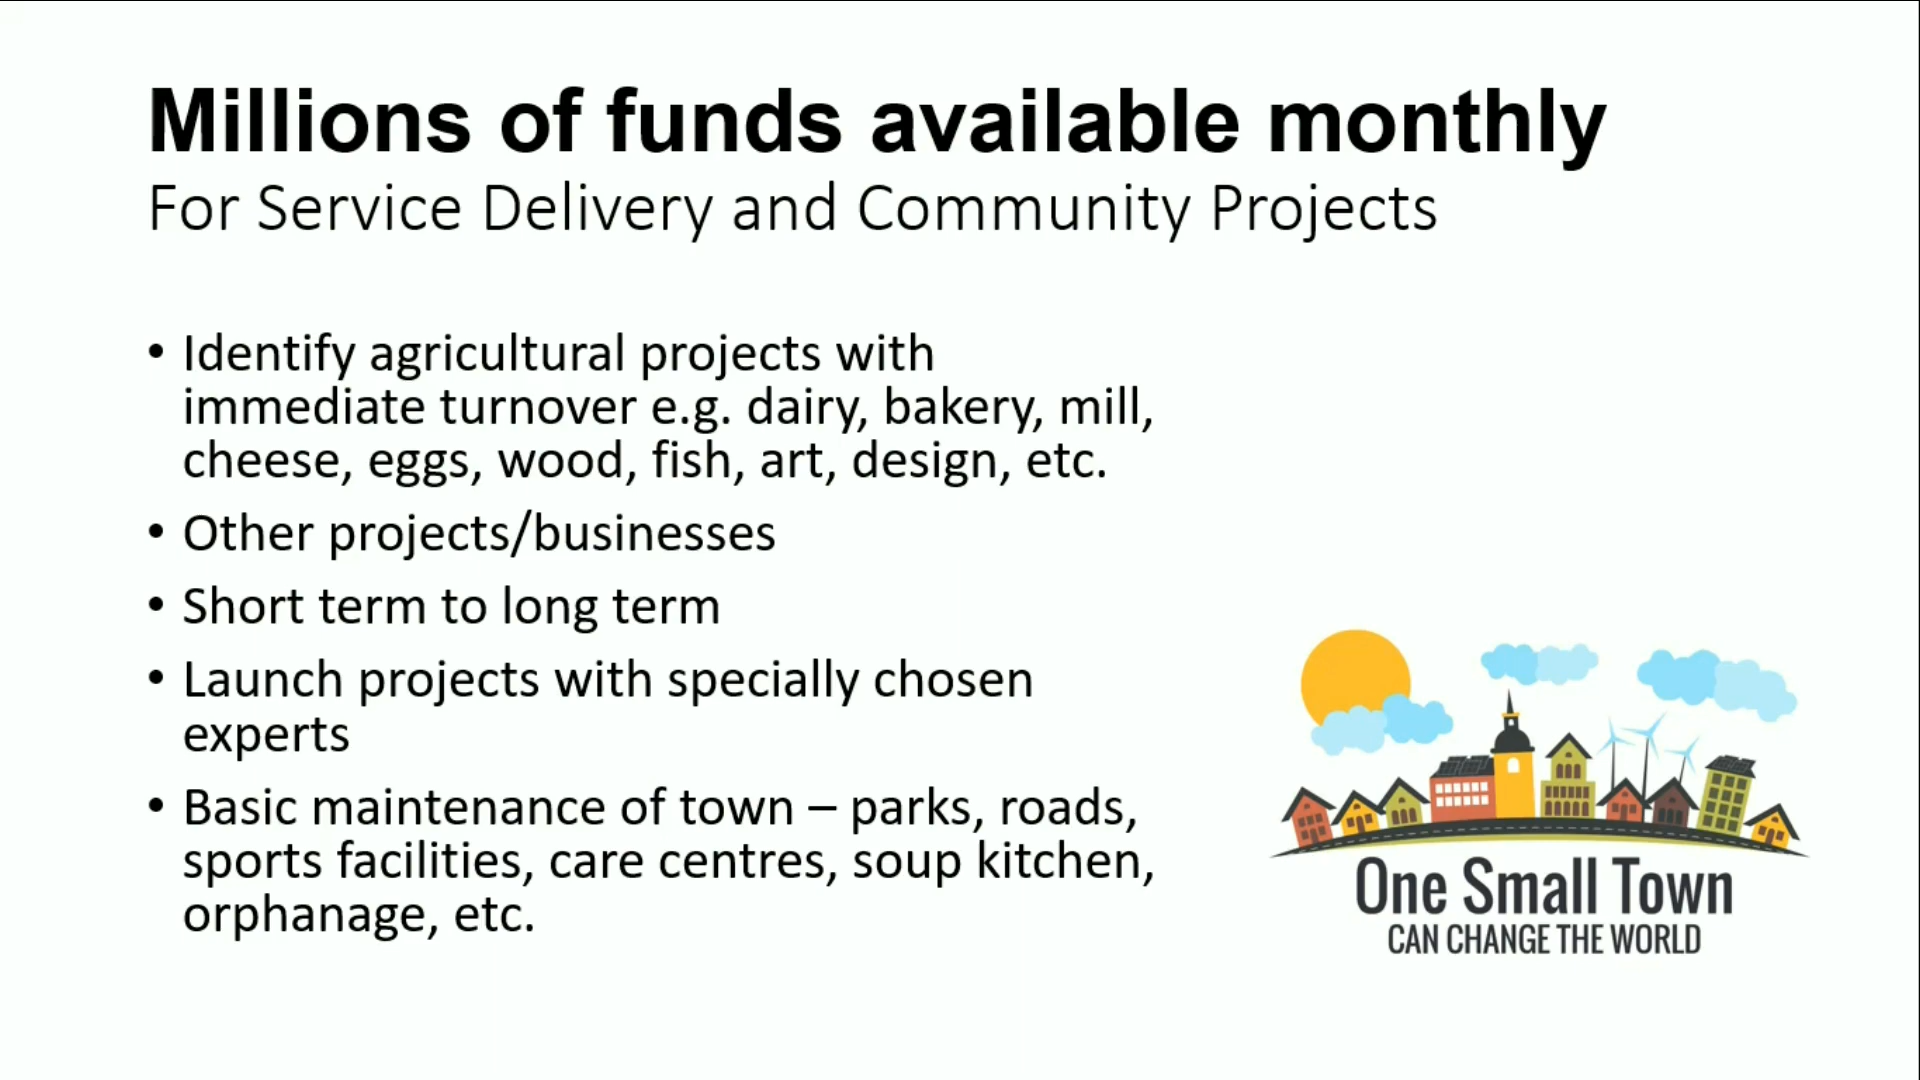 Millions of funds available monthly
For Service Delivery and Community Projects
• Identify agricultural projects with
immediate turnover e.g. dairy, bakery, mill,
cheese, eggs, wood, fish, art, design, etc.
• Other projects/businesses
• Short term to long term
• Launch projects with specially chosen
experts
• Basic maintenance of town – parks, roads,
sports facilities, care centres, soup kitchen,
orphanage, etc.
One Small Town
CAN CHANGE THE WORLD